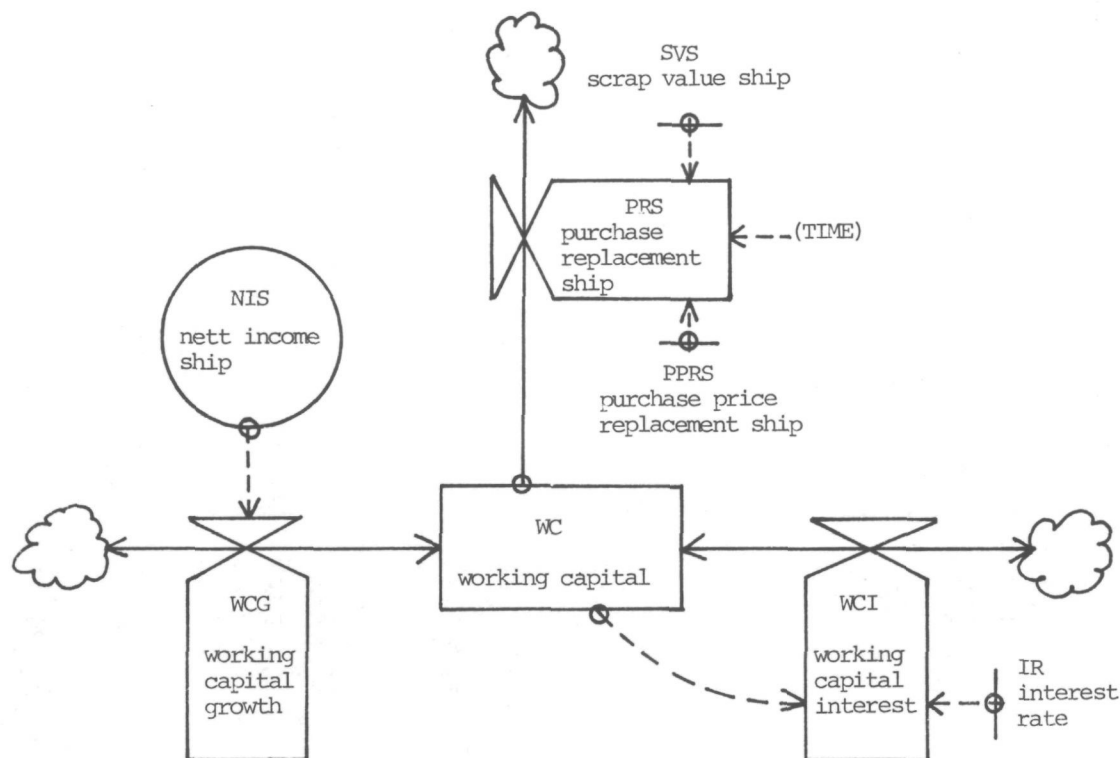 SVS
scrap value ship
PRS
purchase
replacement
ship
(TIME)
NIS
nett income
ship
PPRS
purchase price
replacement ship
WC
working capital
WCG
working
capital
growth
WCI
working
capital
interest
IR
interest
rate